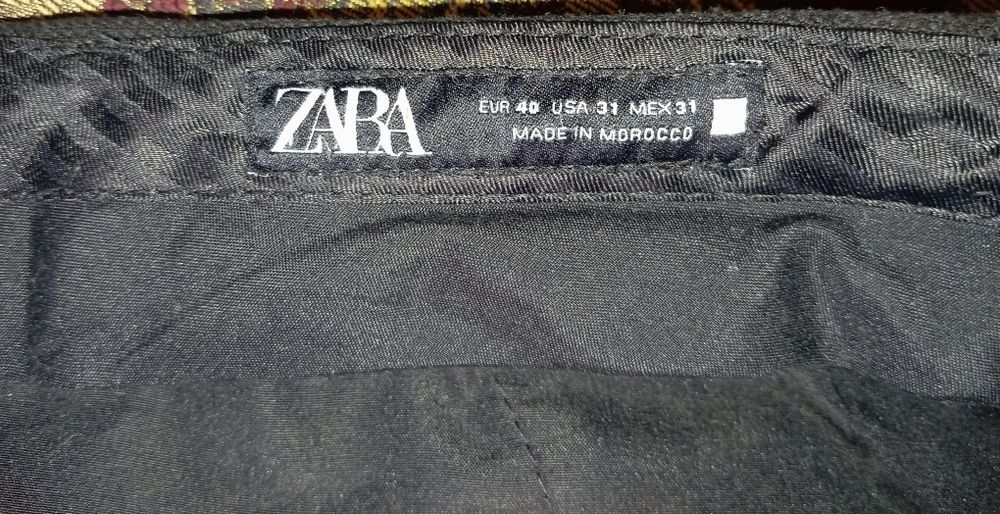 ZARA
EUR 40 USA 31 MEX 31
MADE IN MOROCCO